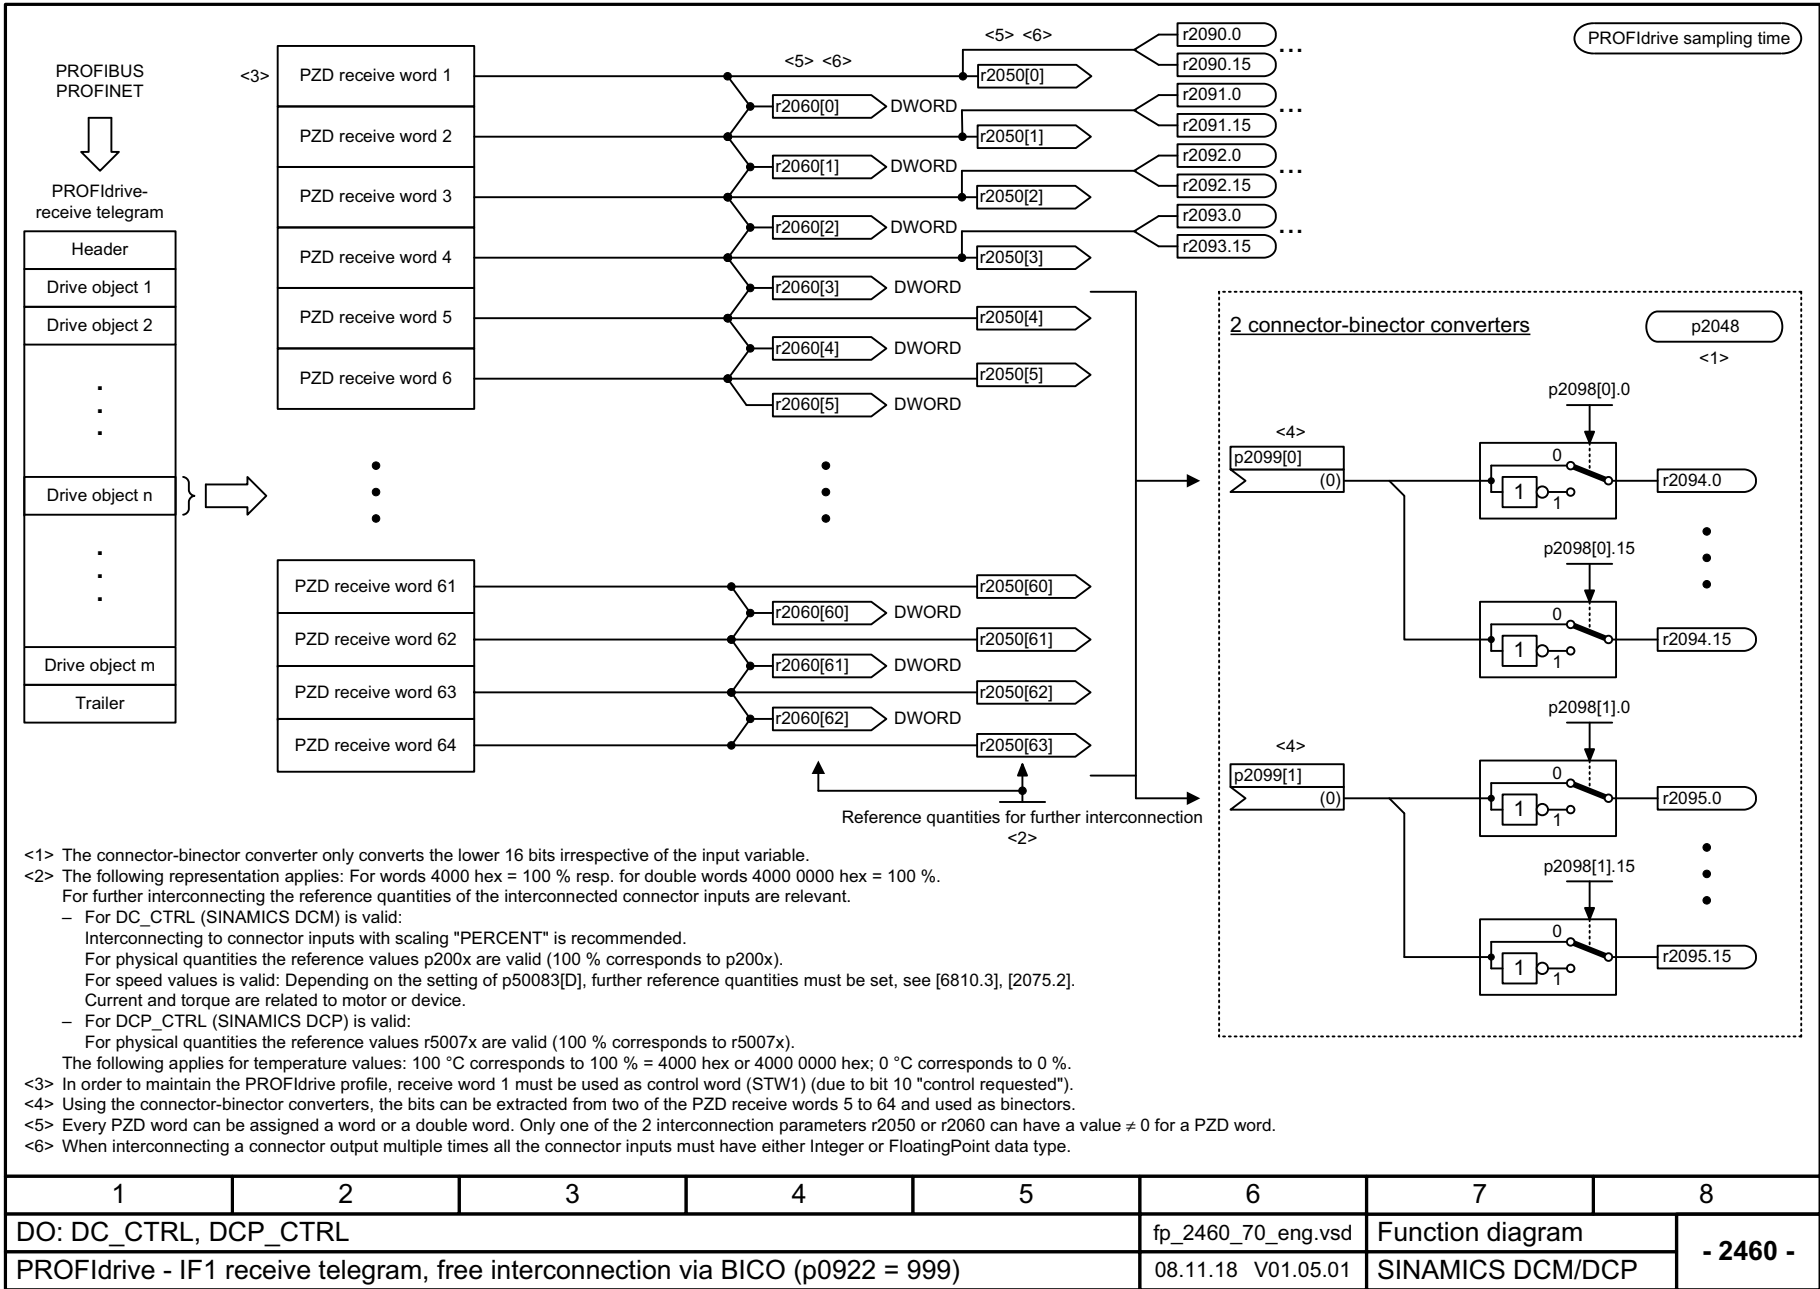 PROFIBUS
PROFINET
PROFIdrive-
receive telegram
Header
Drive object 1
Drive object 2
.
.
.
Drive object n
}
.
.
.
Drive object m
Trailer
<3>
PZD receive word 1
PZD receive word 2
PZD receive word 3
PZD receive word 4
PZD receive word 5
PZD receive word 6
PZD receive word 61
PZD receive word 62
PZD receive word 63
PZD receive word 64
<5> <6>
r2060[0] DWORD
r2060[1] DWORD
r2060[2] DWORD
r2060[3] DWORD
r2060[4] DWORD
r2060[5] DWORD
r2060[60] DWORD
r2060[61] DWORD
r2060[62] DWORD
<5> <6>
r2050[0]
r2050[1]
r2050[2]
r2050[3]
r2050[4]
r2050[5]
r2050[60]
r2050[61]
r2050[62]
r2050[63]
Reference quantities for further interconnection
<2>
r2090.0
...
r2090.15
r2091.0
...
r2091.15
r2092.0
...
r2092.15
r2093.0
...
r2093.15
PROFIdrive sampling time
2 connector-binector converters
p2048
<1>
<4>
p2099[0]
(0)
p2098[0].0
0
1
1
r2094.0
p2098[0].15
0
1
1
r2094.15
<4>
p2099[1]
(0)
p2098[1].0
0
1
1
r2095.0
p2098[1].15
0
1
1
r2095.15
<1> The connector-binector converter only converts the lower 16 bits irrespective of the input variable.
<2> The following representation applies: For words 4000 hex = 100 % resp. for double words 4000 0000 hex = 100 %.
For further interconnecting the reference quantities of the interconnected connector inputs are relevant.
– For DC_CTRL (SINAMICS DCM) is valid:
Interconnecting to connector inputs with scaling "PERCENT" is recommended.
For physical quantities the reference values p200x are valid (100 % corresponds to p200x).
For speed values is valid: Depending on the setting of p50083[D], further reference quantities must be set, see [6810.3], [2075.2].
Current and torque are related to motor or device.
– For DCP_CTRL (SINAMICS DCP) is valid:
For physical quantities the reference values r5007x are valid (100 % corresponds to r5007x).
The following applies for temperature values: 100 °C corresponds to 100 % = 4000 hex or 4000 0000 hex; 0 °C corresponds to 0 %.
<3> In order to maintain the PROFIdrive profile, receive word 1 must be used as control word (STW1) (due to bit 10 "control requested").
<4> Using the connector-binector converters, the bits can be extracted from two of the PZD receive words 5 to 64 and used as binectors.
<5> Every PZD word can be assigned a word or a double word. Only one of the 2 interconnection parameters r2050 or r2060 can have a value ≠ 0 for a PZD word.
<6> When interconnecting a connector output multiple times all the connector inputs must have either Integer or FloatingPoint data type.
1 2 3 4 5 6 7 8
DO: DC_CTRL, DCP_CTRL
fp_2460_70_eng.vsd
Function diagram
- 2460 -
PROFIdrive - IF1 receive telegram, free interconnection via BICO (p0922 = 999)
08.11.18 V01.05.01
SINAMICS DCM/DCP